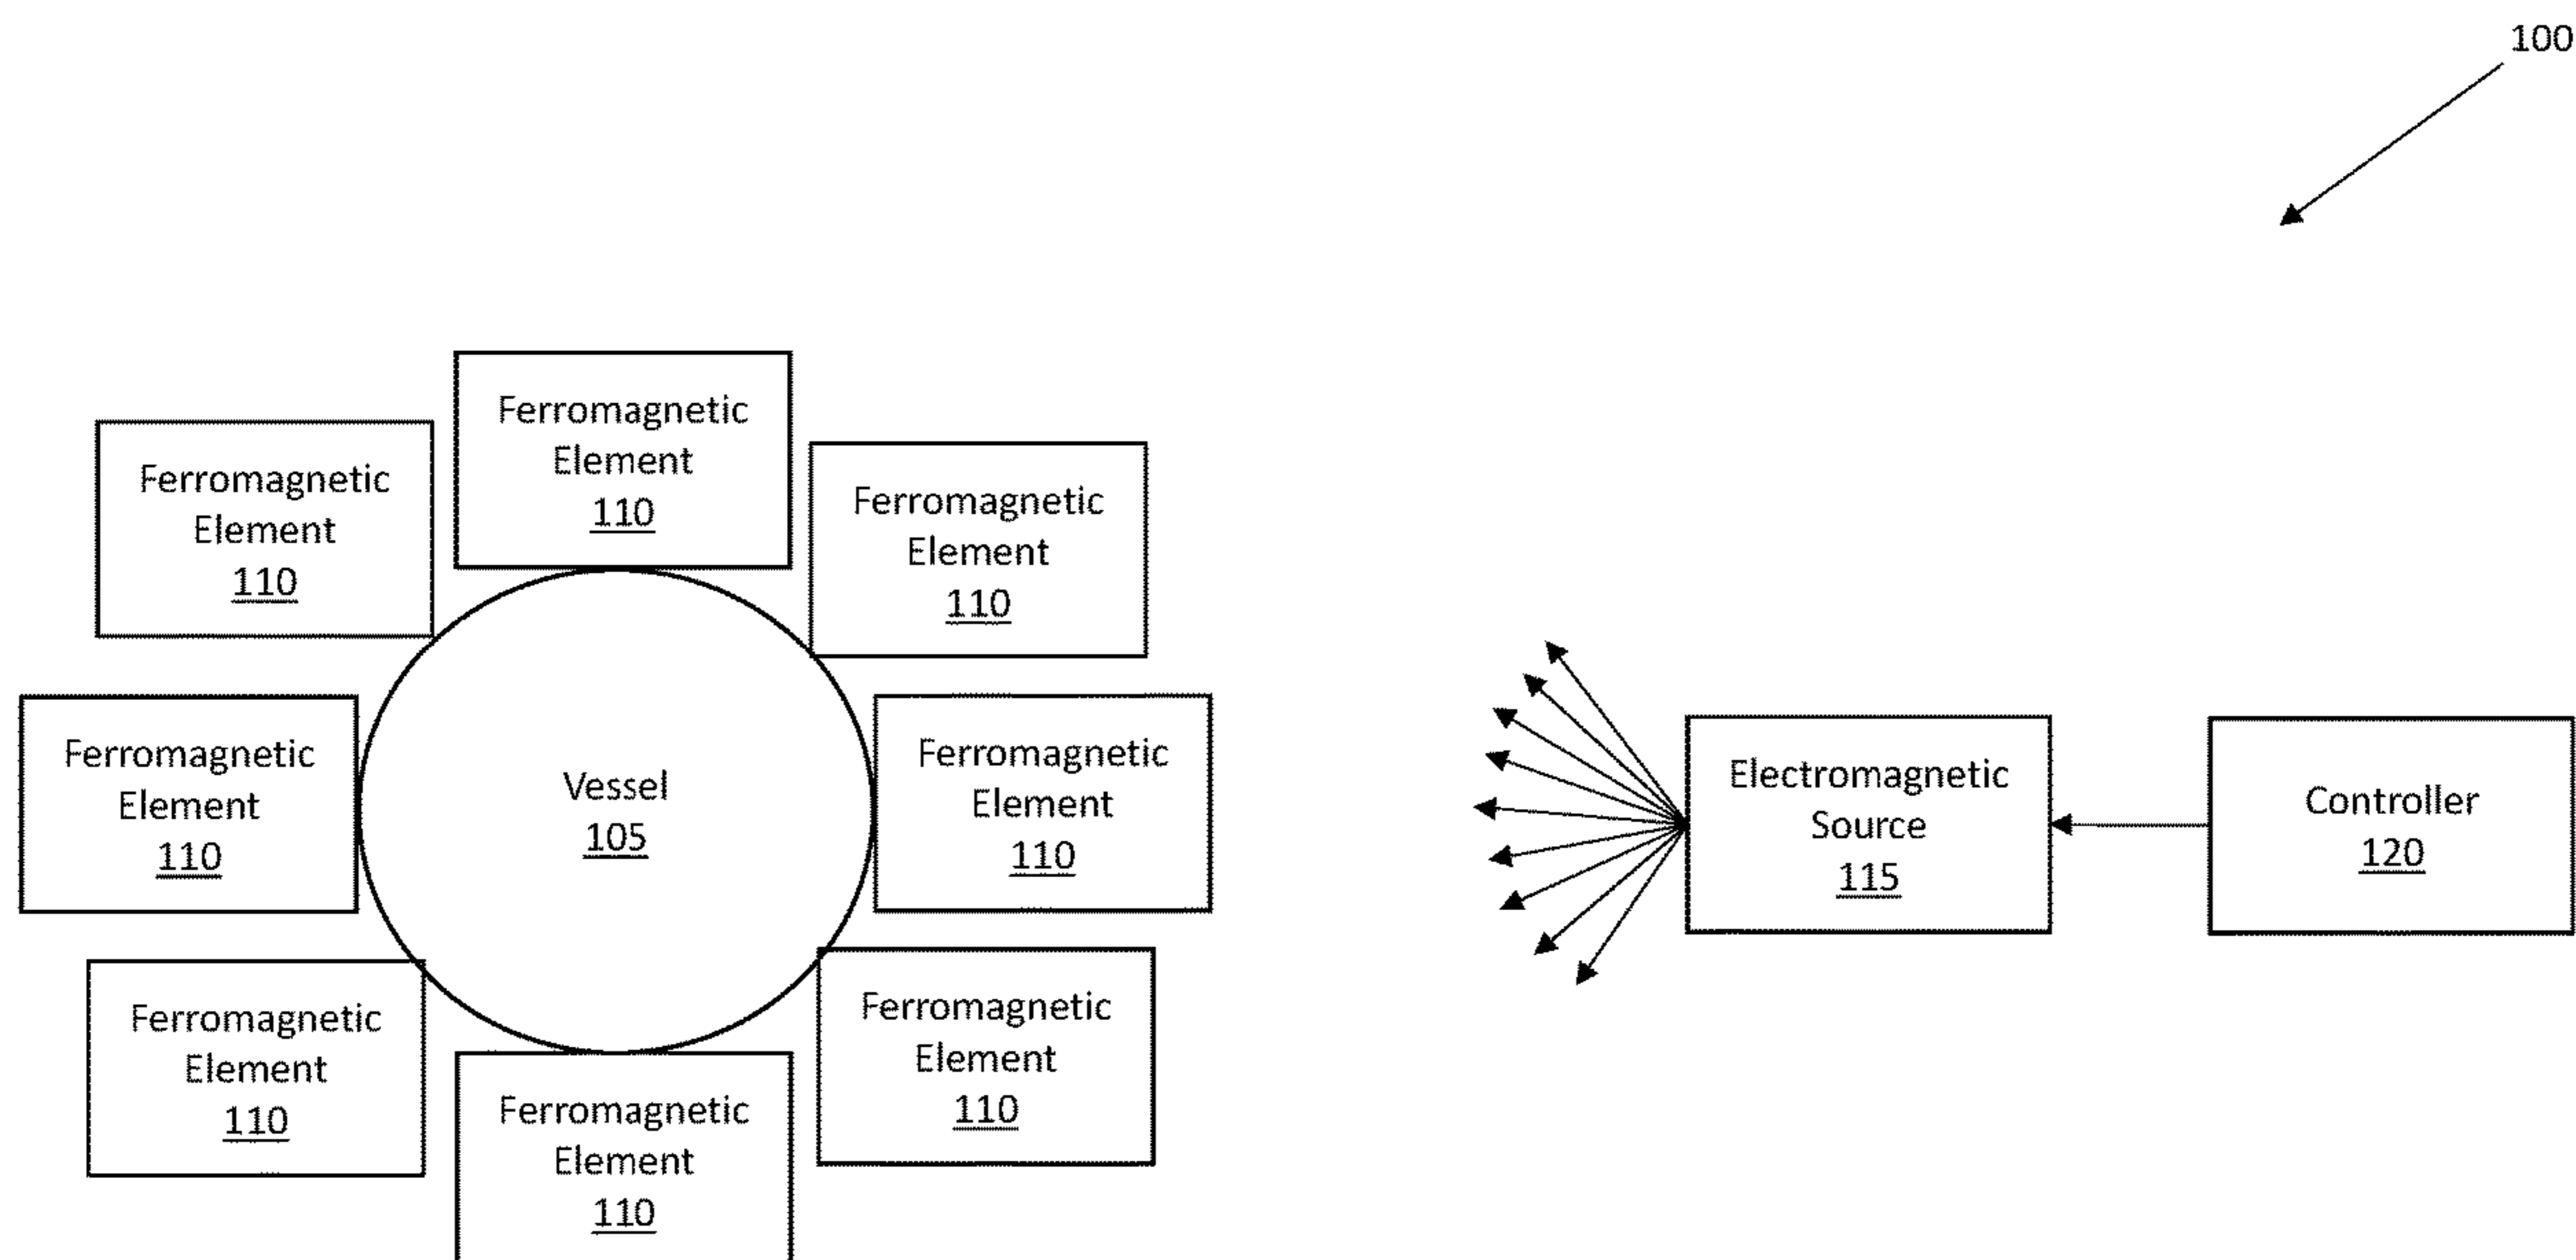 100
Ferromagnetic
Element
110
Ferromagnetic
Element
110
Ferromagnetic
Element
110
Ferromagnetic
Element
110
Vessel
105
Ferromagnetic
Element
110
Electromagnetic
Source
115
Controller
120
Ferromagnetic
Element
110
Ferromagnetic
Element
110
Ferromagnetic
Element
110